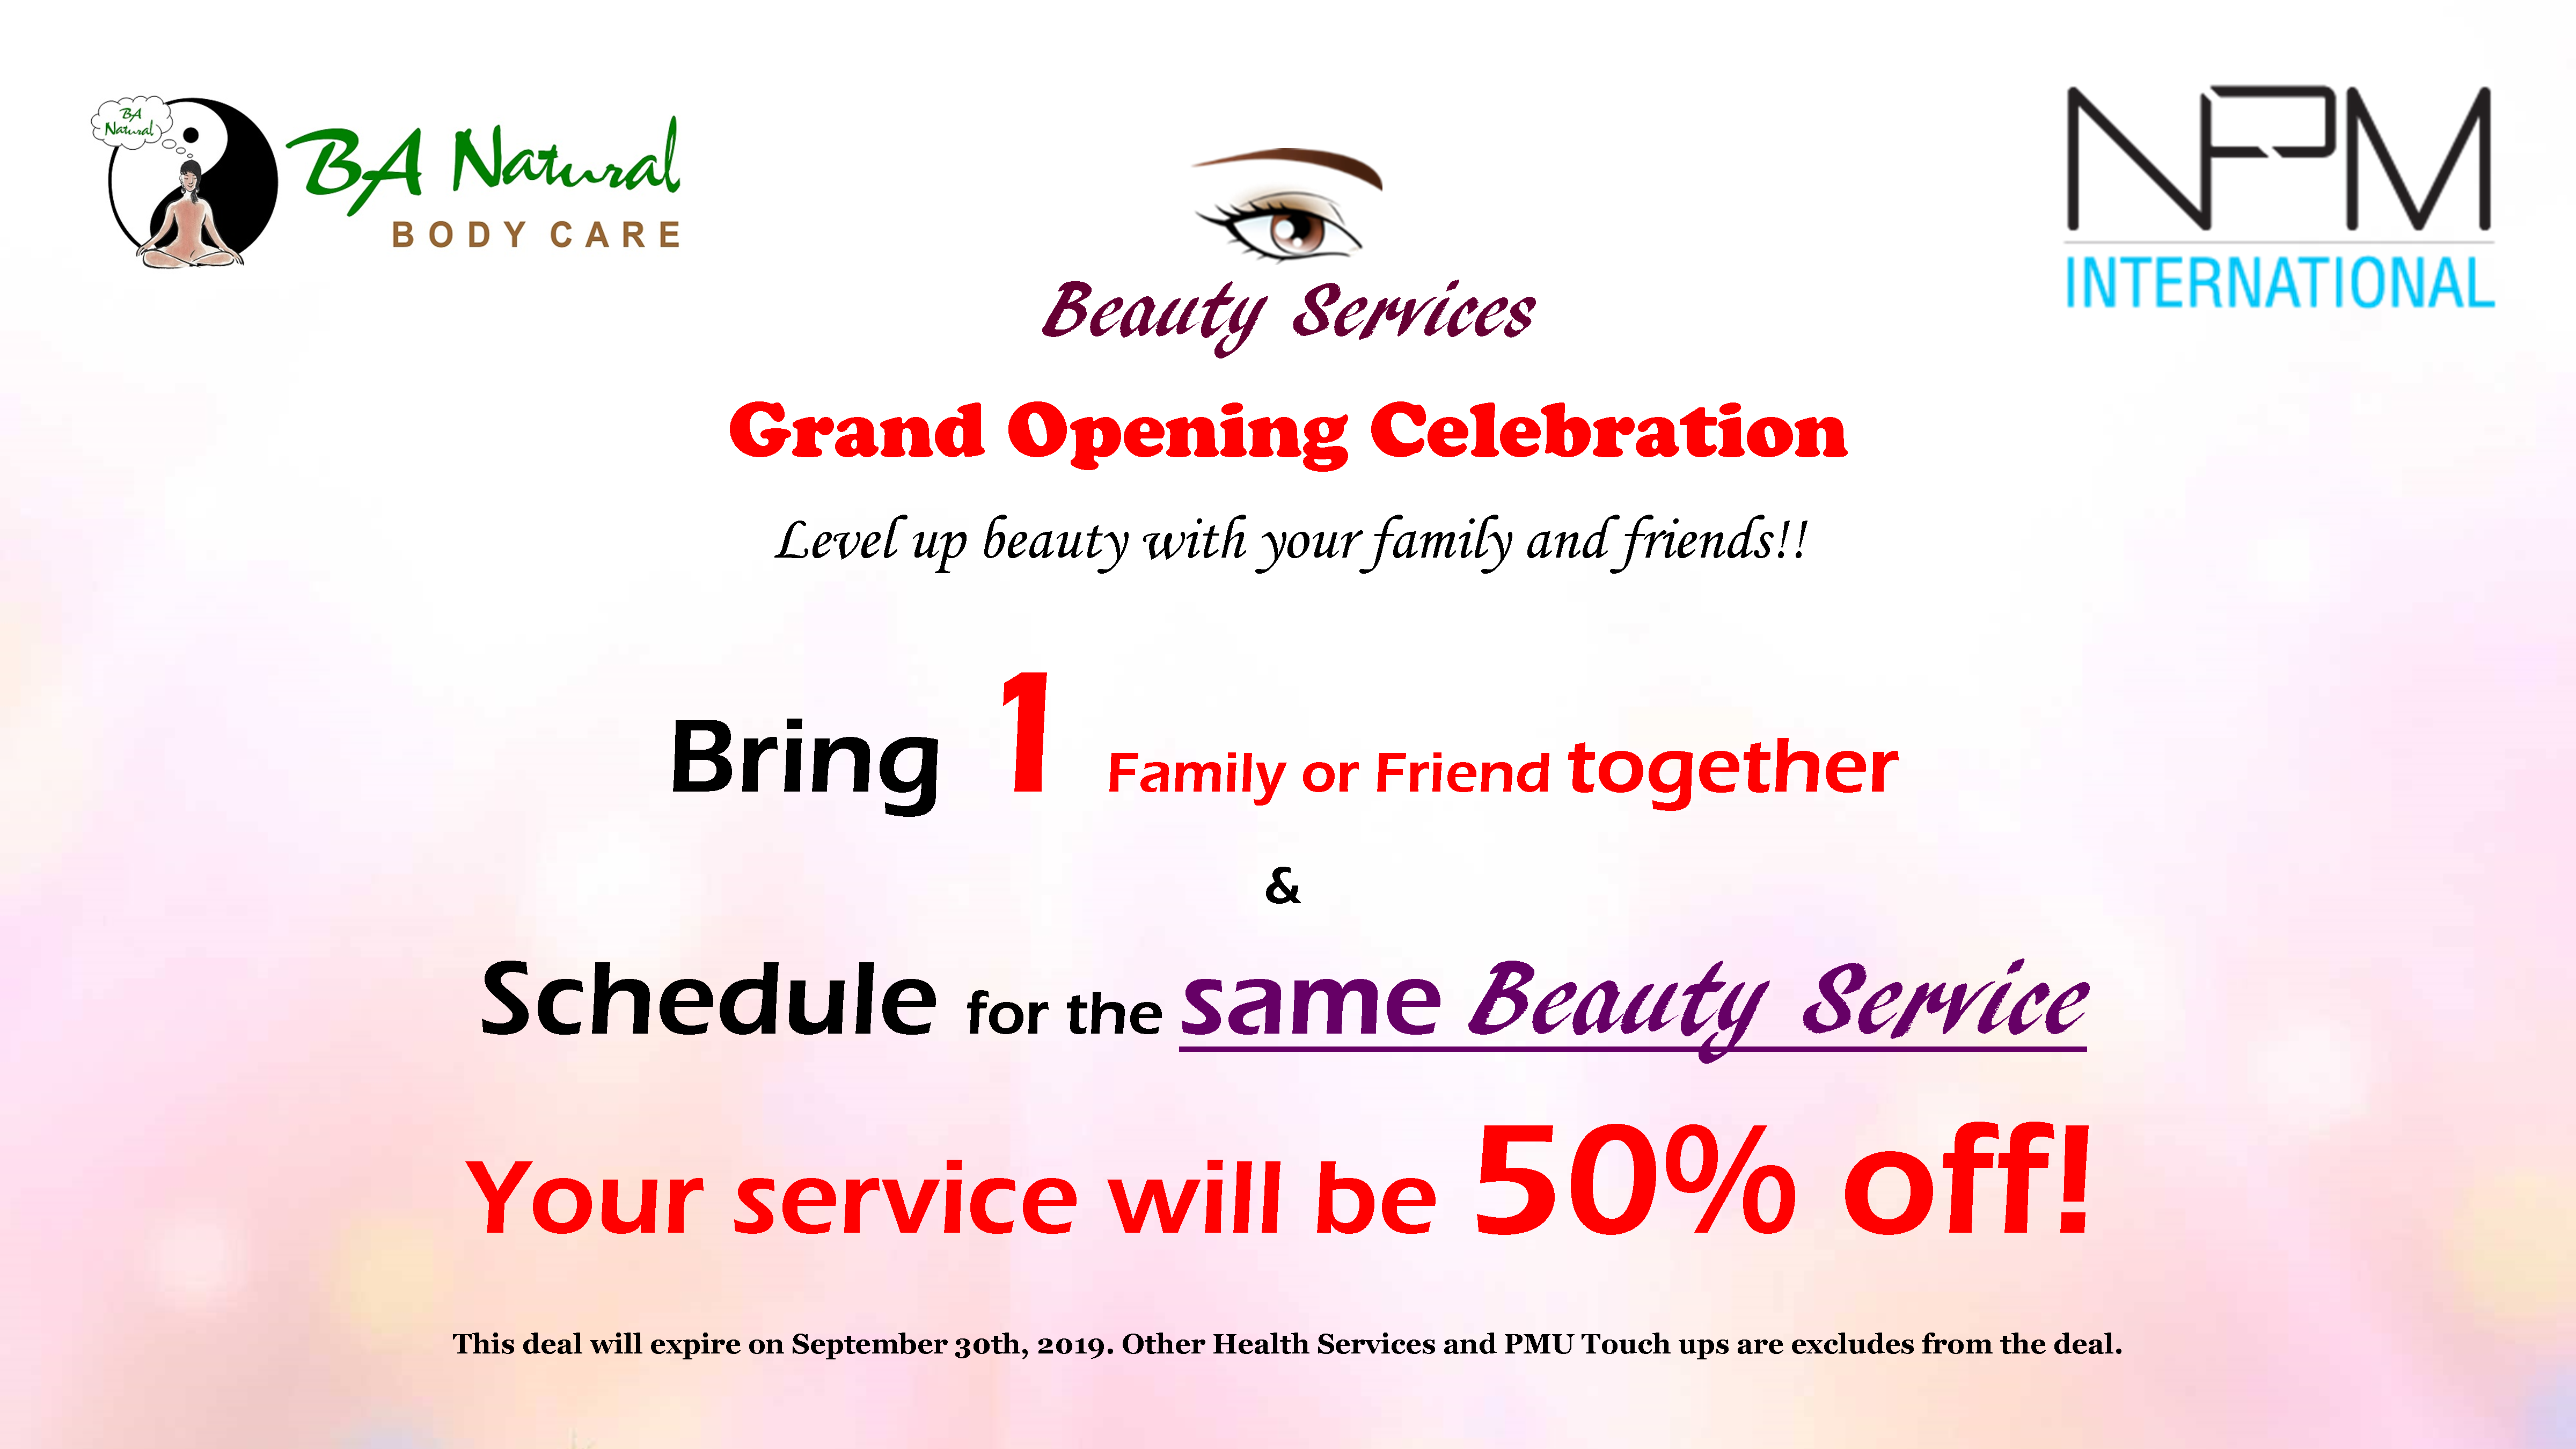 BA
Natural
BA Natural
BODY CARE
NPM
INTERNATIONAL
Beauty Services
Grand Opening Celebration
Level up beauty with your family and friends!!
Bring 1 Family or Friend together
&
Schedule for the same Beauty Service
Your service will be 50% off!
This deal will expire on September 30th, 2019. Other Health Services and PMU Touch ups are excludes from the deal.